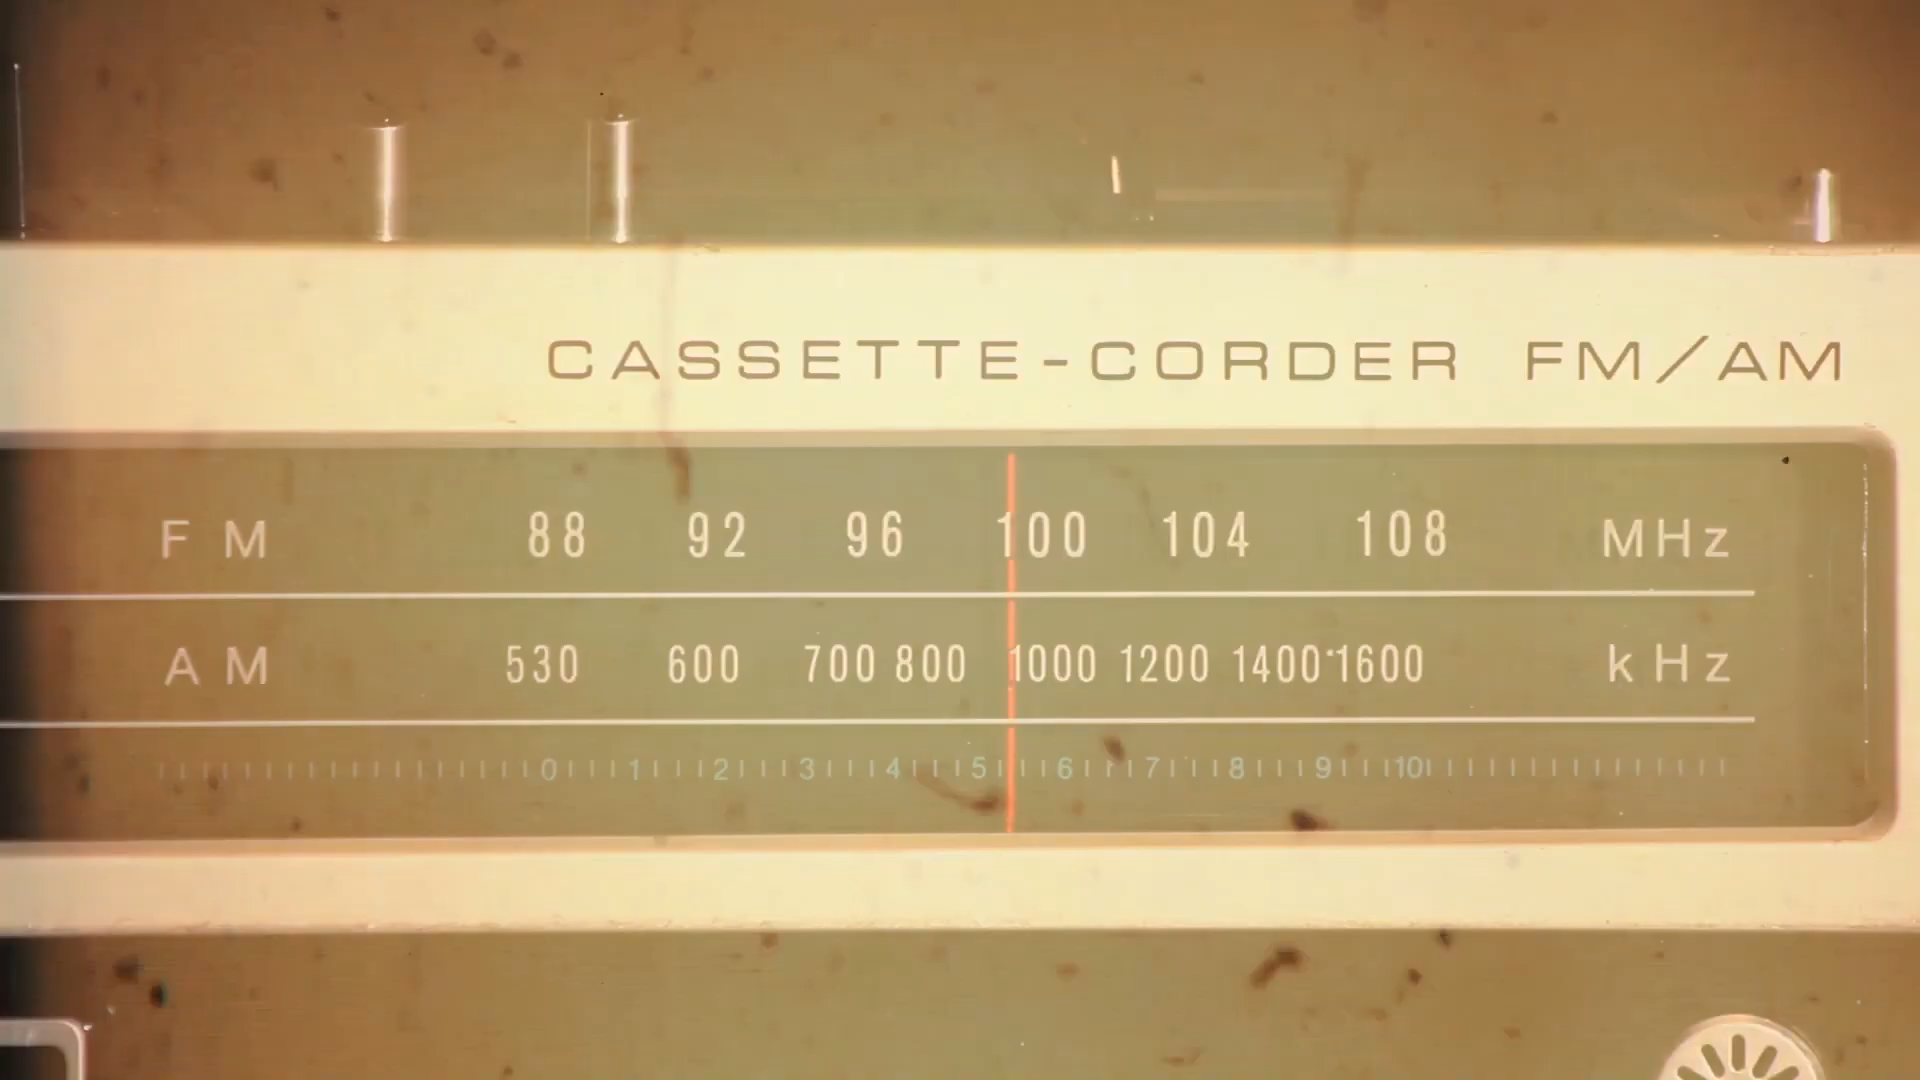 CASSETTE-CORDER FM/AM
FM 88 92 96 100 104 108 MHz
AM 530 600 700 800 1000 1200 1400 1600 kHz
0 1 2 3 4 5 6 7 8 9 10